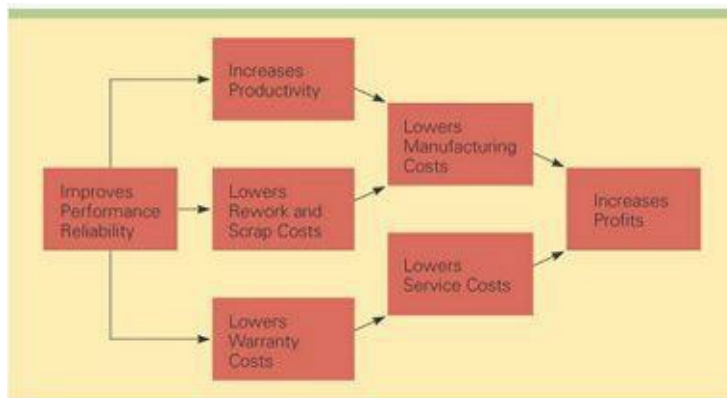 Increases
Productivity
Lowers
Manufacturing
Costs
Improves
Performance
Reliability
Lowers
Rework and
Scrap Costs
Increases
Profits
Lowers
Service Costs
Lowers
Warranty
Costs